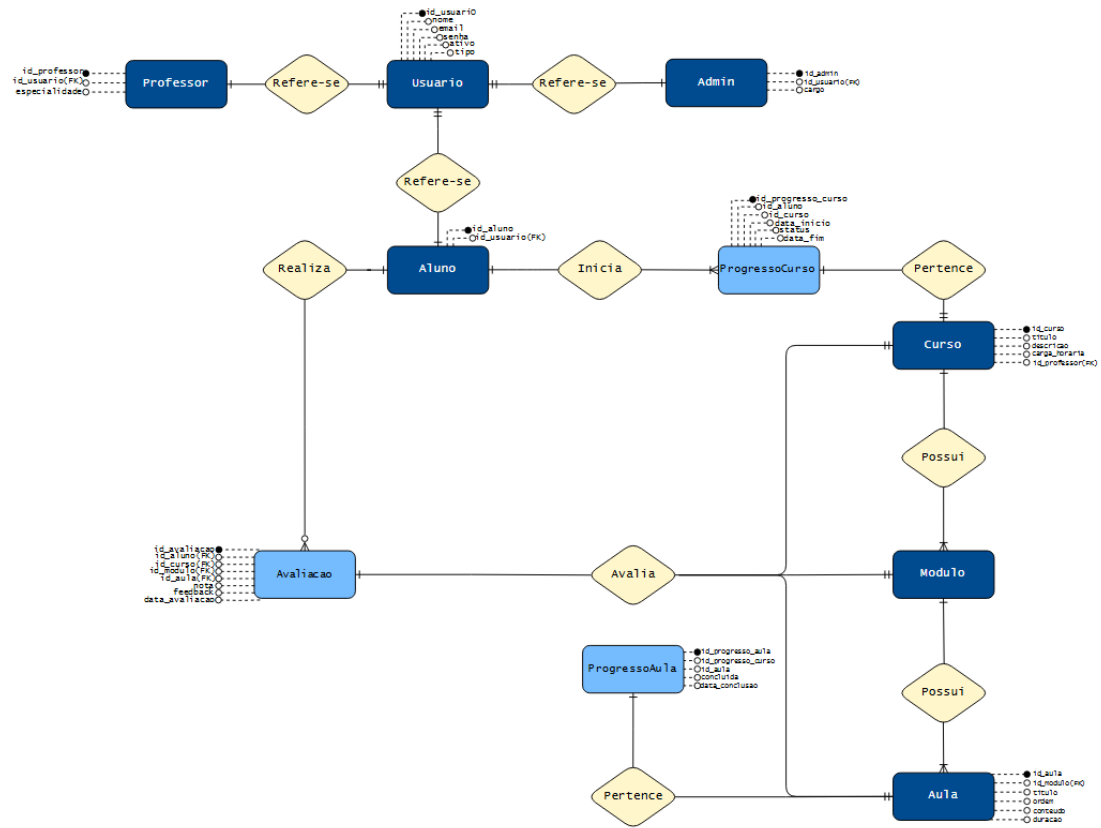 id_usuario
nome
email
senha
ativo
tipo
id_professor
id_usuario(FK)
especialidade
Professor
Refere-se
Usuario
Refere-se
Admin
id_admin
id_usuario(FK)
cargo
Refere-se
id_aluno
id_usuario(FK)
id_progresso_curso
id_aluno
id_curso
data_inicio
status
data_fim
Realiza
Aluno
Inicia
ProgressoCurso
Pertence
Curso
id_curso
titulo
descricao
carga_horaria
id_professor(FK)
Possui
id_avaliacao
id_aluno(FK)
id_curso(FK)
id_modulo(FK)
id_aula(FK)
nota
feedback
data_avaliacao
Avaliacao
Avalia
Modulo
ProgressoAula
id_progresso_aula
id_progresso_curso
id_aula
concluida
data_conclusao
Possui
Pertence
Aula
id_aula
id_modulo(FK)
titulo
ordem
conteudo
duracao